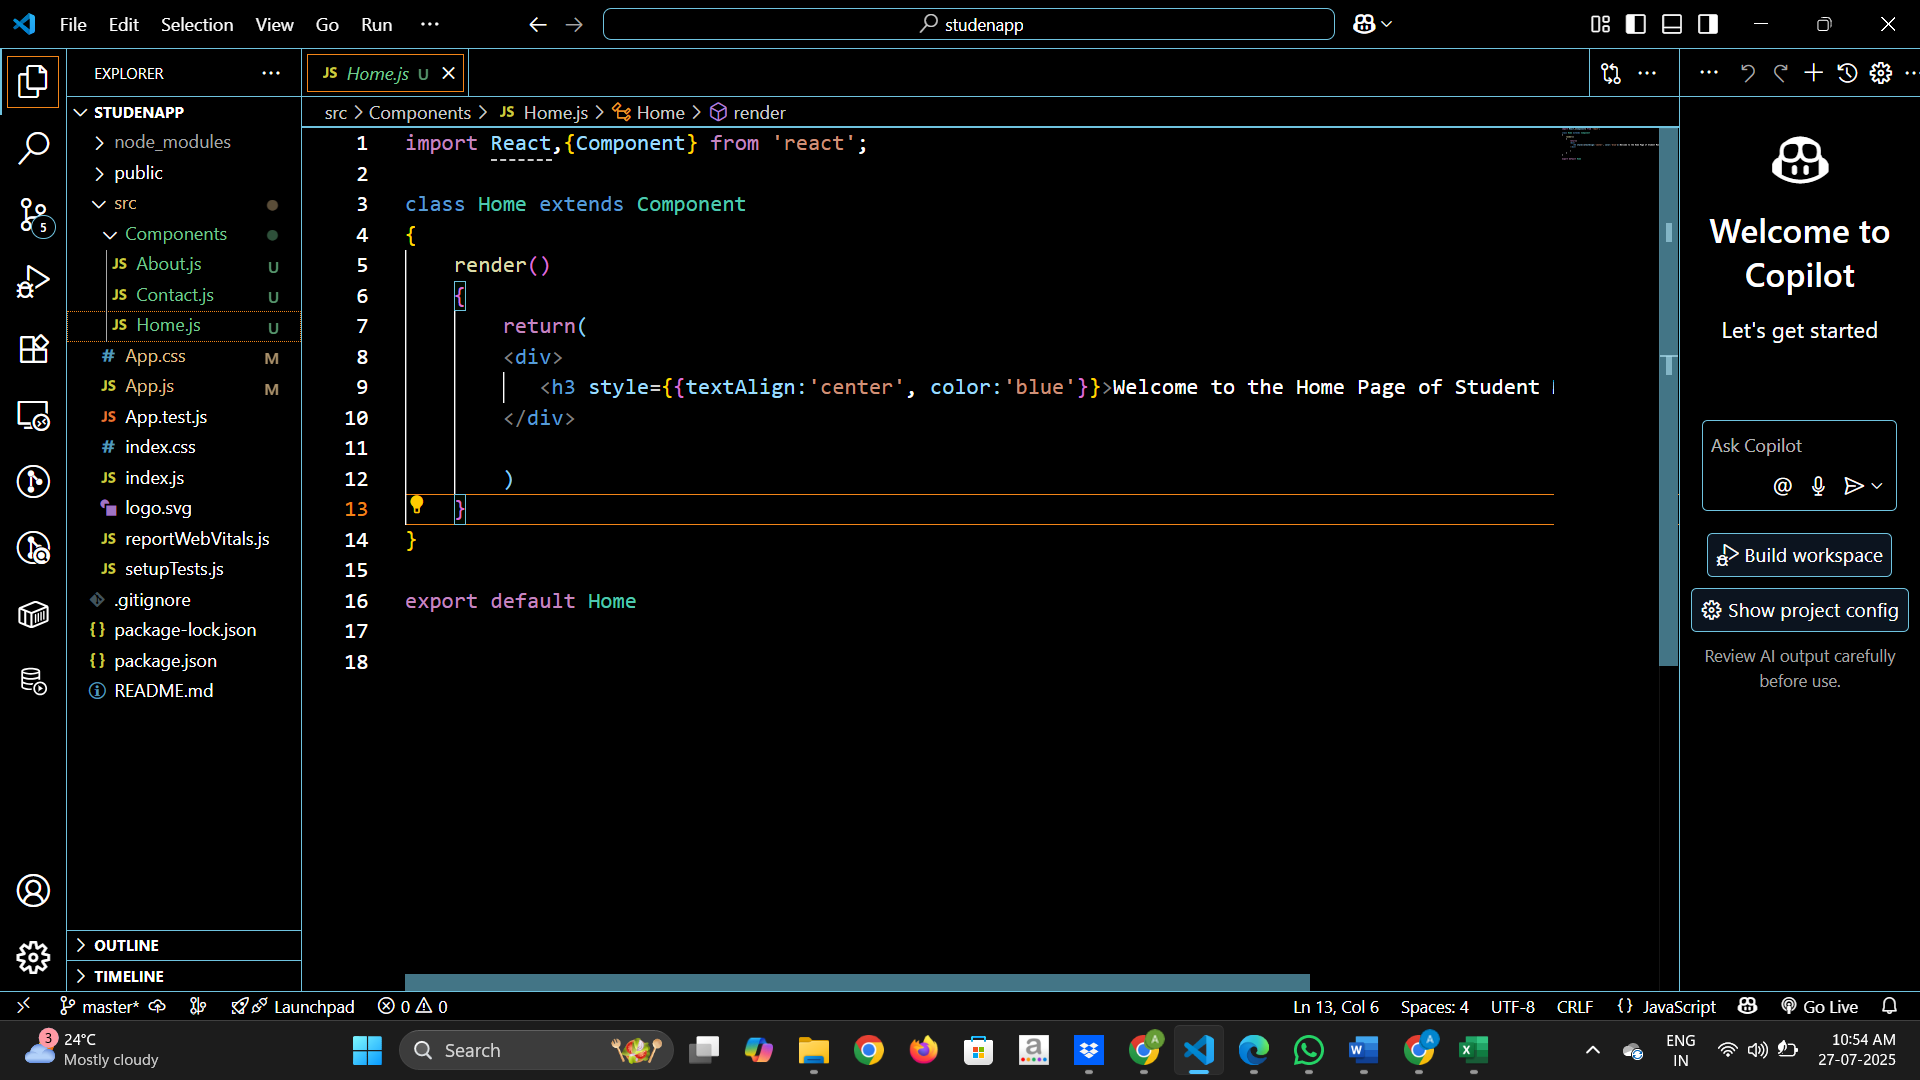 File Edit Selection View Go Run ···
studenapp
EXPLORER
JS Home.js U
STUDENAPP
src > Components > JS Home.js > Home > render
node_modules
public
src
Components
JS About.js U
JS Contact.js U
JS Home.js U
# App.css M
JS App.js M
JS App.test.js
# index.css
JS index.js
logo.svg
JS reportWebVitals.js
JS setupTests.js
.gitignore
{} package-lock.json
{} package.json
README.md
OUTLINE
TIMELINE
5
1 import React,{Component} from 'react';
2
3 class Home extends Component
4 {
5 render()
6 {
7 return(
8 <div>
9 <h3 style={{textAlign:'center', color:'blue'}}>Welcome to the Home Page of Student
10 </div>
11
12 )
13 }
14 }
15
16 export default Home
17
18
Welcome to
Copilot
Let's get started
Ask Copilot
Build workspace
Show project config
Review AI output carefully
before use.
master* Launchpad 0 0 Ln 13, Col 6 Spaces: 4 UTF-8 CRLF {} JavaScript Go Live
3
24°C
Mostly cloudy
Search
ENG
IN
10:54 AM
27-07-2025